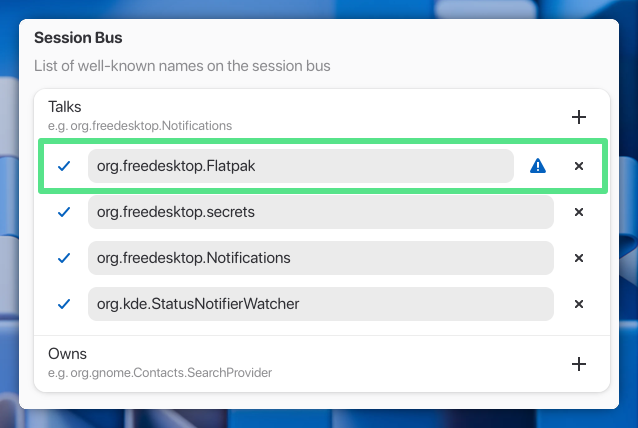 Session Bus
List of well-known names on the session bus
Talks
e.g. org.freedesktop.Notifications
org.freedesktop.Flatpak
org.freedesktop.secrets
org.freedesktop.Notifications
org.kde.StatusNotifierWatcher
Owns
e.g. org.gnome.Contacts.SearchProvider